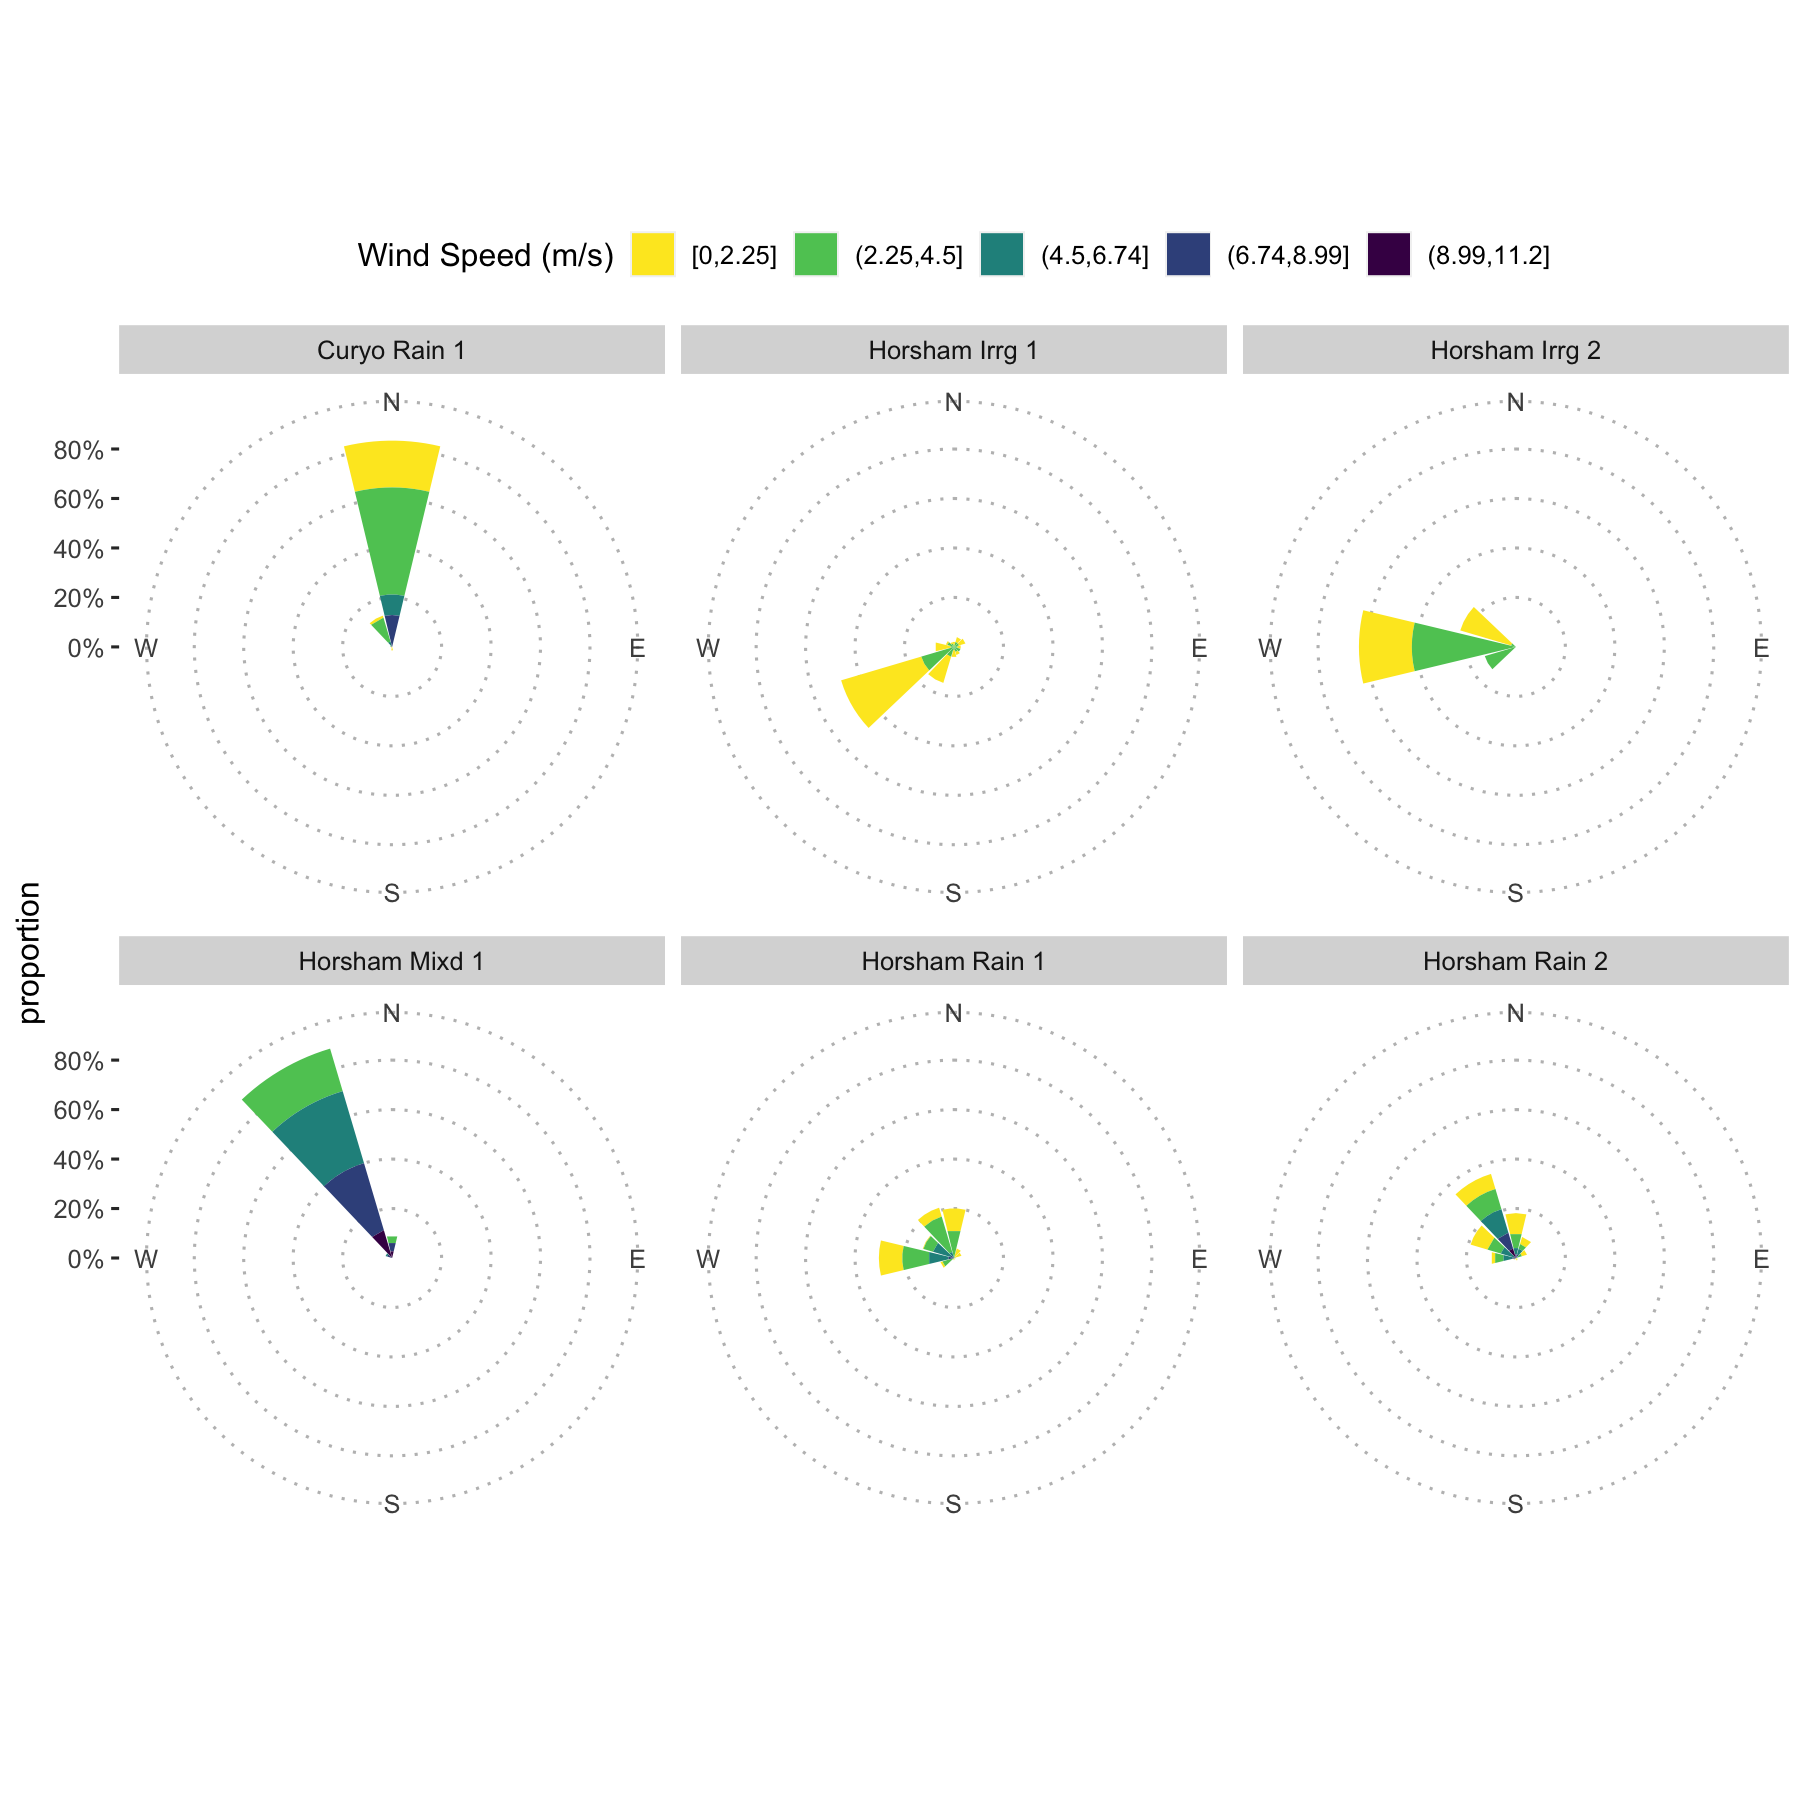 Wind Speed (m/s) [0,2.25] (2.25,4.5] (4.5,6.74] (6.74,8.99] (8.99,11.2]
Curyo Rain 1 Horsham Irrg 1 Horsham Irrg 2
N N N
80%
60%
40%
20%
0% W E W E W E
S S S
proportion
Horsham Mixd 1 Horsham Rain 1 Horsham Rain 2
N N N
80%
60%
40%
20%
0% W E W E W E
S S S